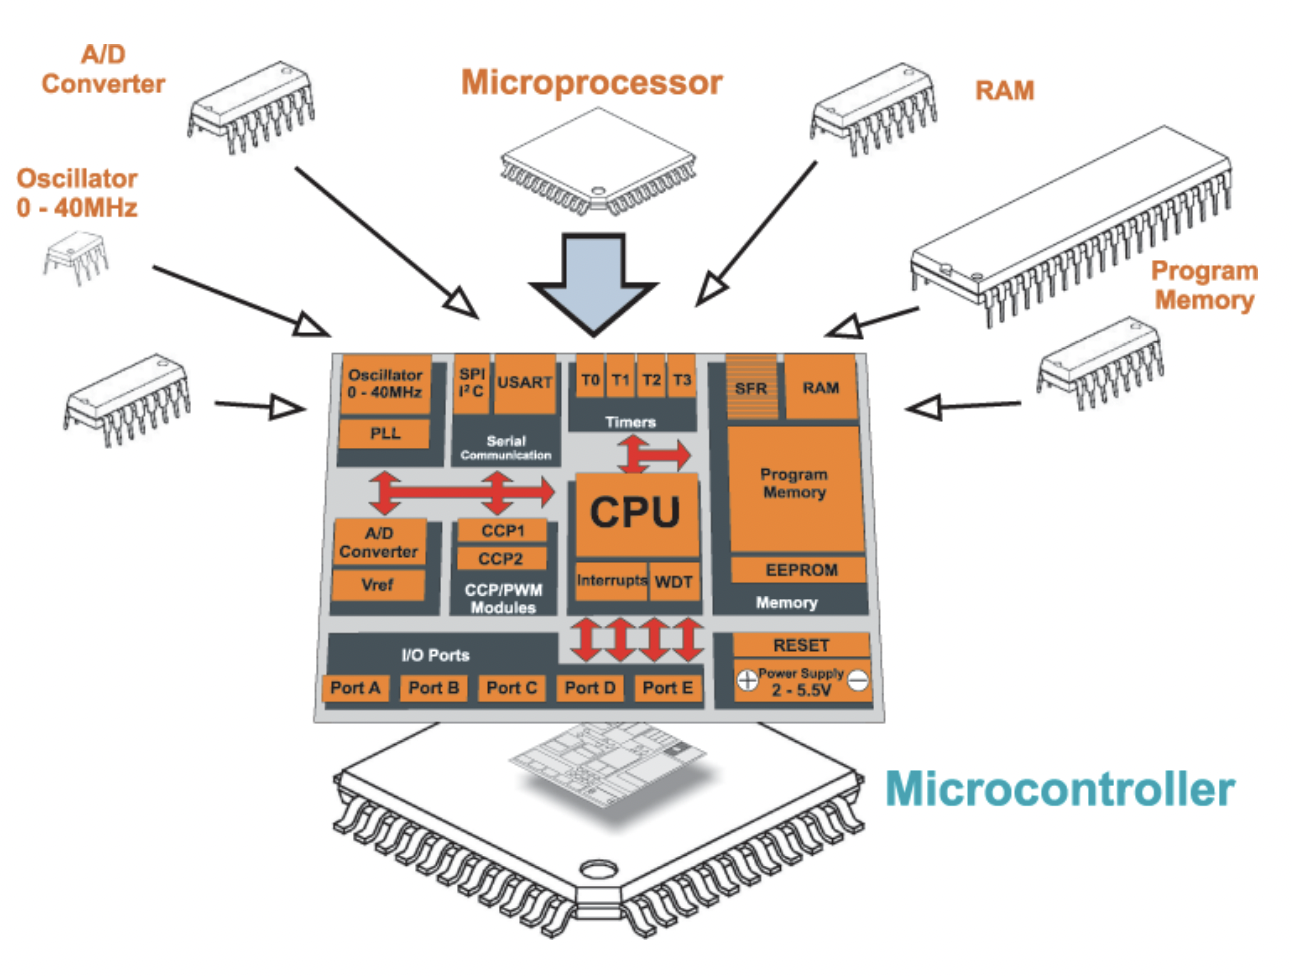 A/D
Converter
Microprocessor
RAM
Oscillator
0 - 40MHz
Program
Memory
Oscillator
0 - 40MHz
PLL
SPI
I² C
USART
Serial
Communication
T0 T1 T2 T3
Timers
SFR
RAM
Program
Memory
EEPROM
Memory
A/D
Converter
Vref
CCP1
CCP2
CCP/PWM
Modules
CPU
Interrupts WDT
I/O Ports
Port A Port B Port C Port D Port E
RESET
+ Power Supply −
2 - 5.5V
Microcontroller